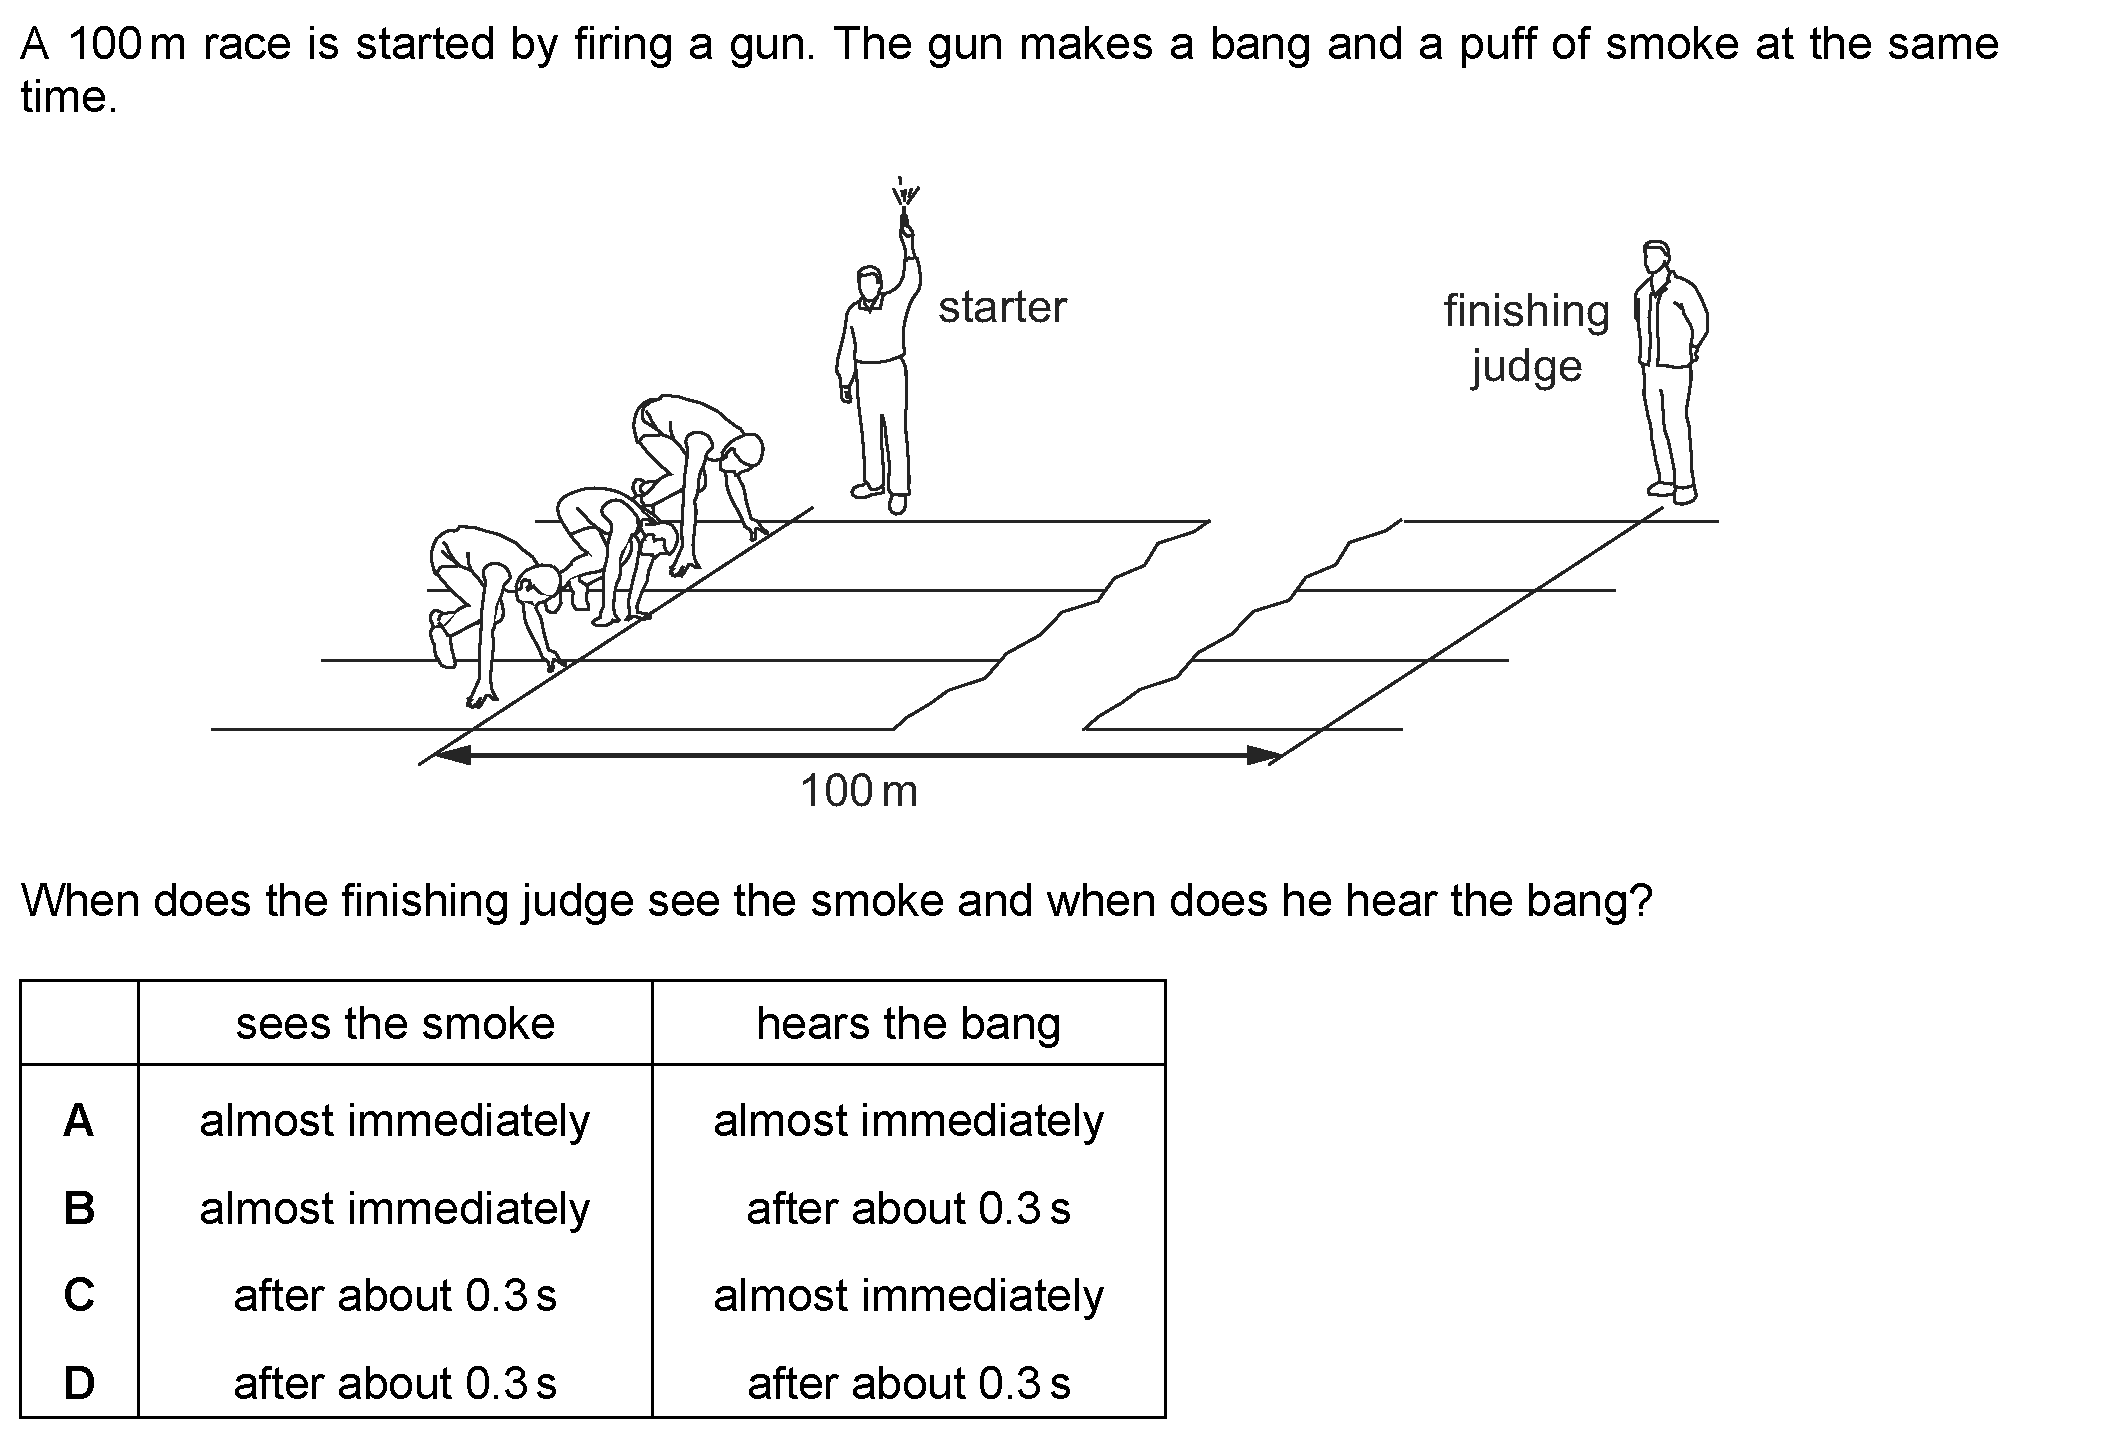 A 100 m race is started by firing a gun. The gun makes a bang and a puff of smoke at the same
time.
starter
finishing
judge
100 m
When does the finishing judge see the smoke and when does he hear the bang?
sees the smoke hears the bang
A almost immediately almost immediately
B almost immediately after about 0.3 s
C after about 0.3 s almost immediately
D after about 0.3 s after about 0.3 s